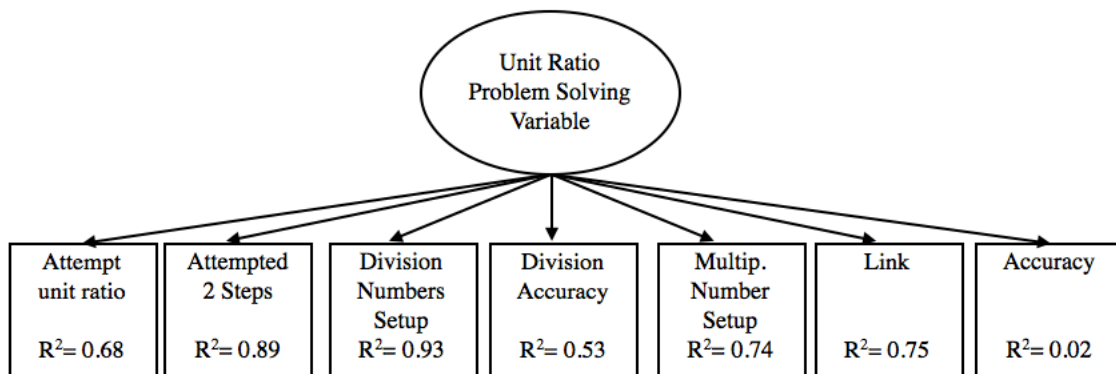 Unit Ratio
Problem Solving
Variable
Attempt
unit ratio
R²= 0.68
Attempted
2 Steps
R²= 0.89
Division
Numbers
Setup
R²= 0.93
Division
Accuracy
R²= 0.53
Multip.
Number
Setup
R²= 0.74
Link
R²= 0.75
Accuracy
R²= 0.02